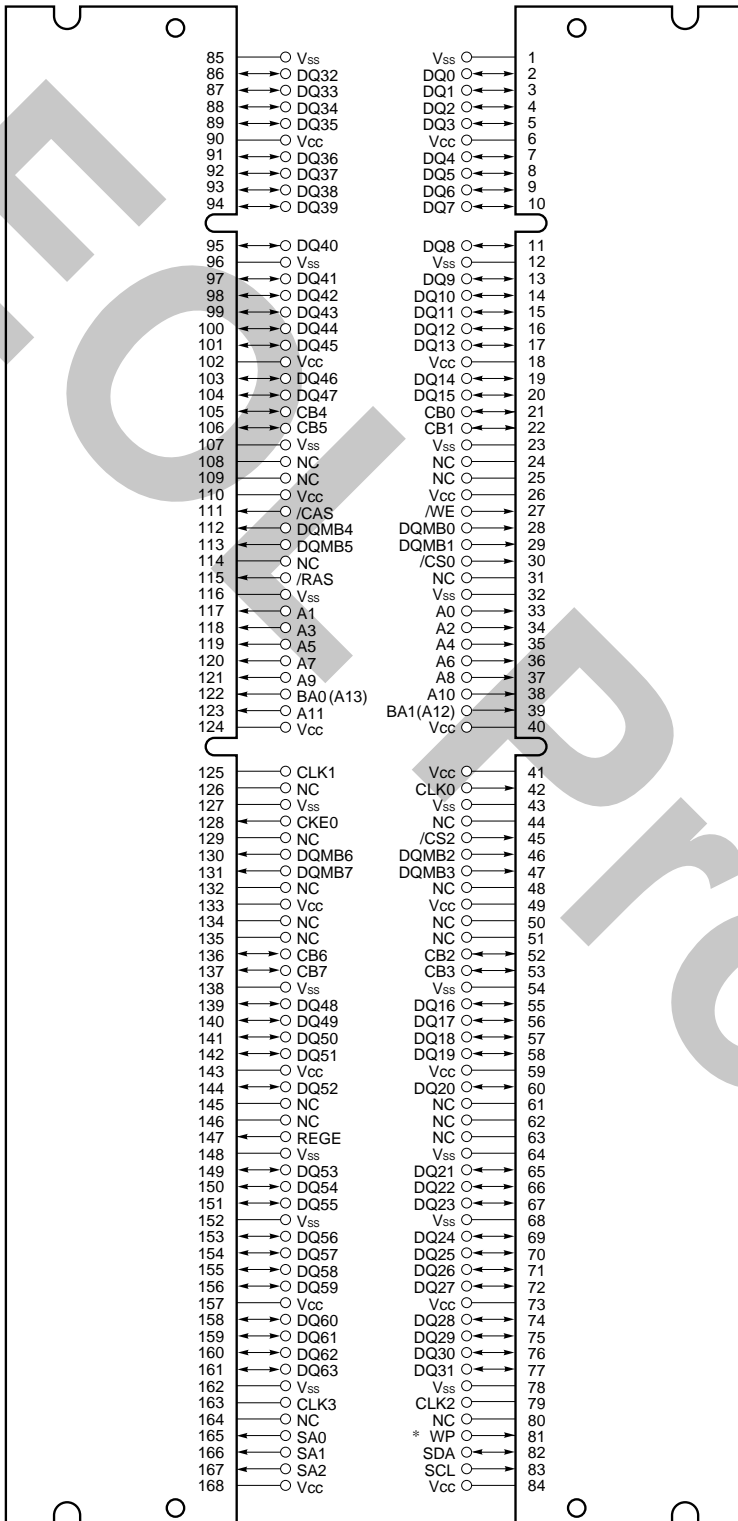 85 Vss Vss 1
86 DQ32 DQ0 2
87 DQ33 DQ1 3
88 DQ34 DQ2 4
89 DQ35 DQ3 5
90 Vcc Vcc 6
91 DQ36 DQ4 7
92 DQ37 DQ5 8
93 DQ38 DQ6 9
94 DQ39 DQ7 10
95 DQ40 DQ8 11
96 Vss Vss 12
97 DQ41 DQ9 13
98 DQ42 DQ10 14
99 DQ43 DQ11 15
100 DQ44 DQ12 16
101 DQ45 DQ13 17
102 Vcc Vcc 18
103 DQ46 DQ14 19
104 DQ47 DQ15 20
105 CB4 CB0 21
106 CB5 CB1 22
107 Vss Vss 23
108 NC NC 24
109 NC NC 25
110 Vcc Vcc 26
111 /CAS /WE 27
112 DQMB4 DQMB0 28
113 DQMB5 DQMB1 29
114 NC /CS0 30
115 /RAS NC 31
116 Vss Vss 32
117 A1 A0 33
118 A3 A2 34
119 A5 A4 35
120 A7 A6 36
121 A9 A8 37
122 BA0 (A13) A10 38
123 A11 BA1(A12) 39
124 Vcc Vcc 40
125 CLK1 Vcc 41
126 NC CLK0 42
127 Vss Vss 43
128 CKE0 NC 44
129 NC /CS2 45
130 DQMB6 DQMB2 46
131 DQMB7 DQMB3 47
132 NC NC 48
133 Vcc Vcc 49
134 NC NC 50
135 NC NC 51
136 CB6 CB2 52
137 CB7 CB3 53
138 Vss Vss 54
139 DQ48 DQ16 55
140 DQ49 DQ17 56
141 DQ50 DQ18 57
142 DQ51 DQ19 58
143 Vcc Vcc 59
144 DQ52 DQ20 60
145 NC NC 61
146 NC NC 62
147 REGE NC 63
148 Vss Vss 64
149 DQ53 DQ21 65
150 DQ54 DQ22 66
151 DQ55 DQ23 67
152 Vss Vss 68
153 DQ56 DQ24 69
154 DQ57 DQ25 70
155 DQ58 DQ26 71
156 DQ59 DQ27 72
157 Vcc Vcc 73
158 DQ60 DQ28 74
159 DQ61 DQ29 75
160 DQ62 DQ30 76
161 DQ63 DQ31 77
162 Vss Vss 78
163 CLK3 CLK2 79
164 NC NC 80
165 SA0 * WP 81
166 SA1 SDA 82
167 SA2 SCL 83
168 Vcc Vcc 84
EOL Pro